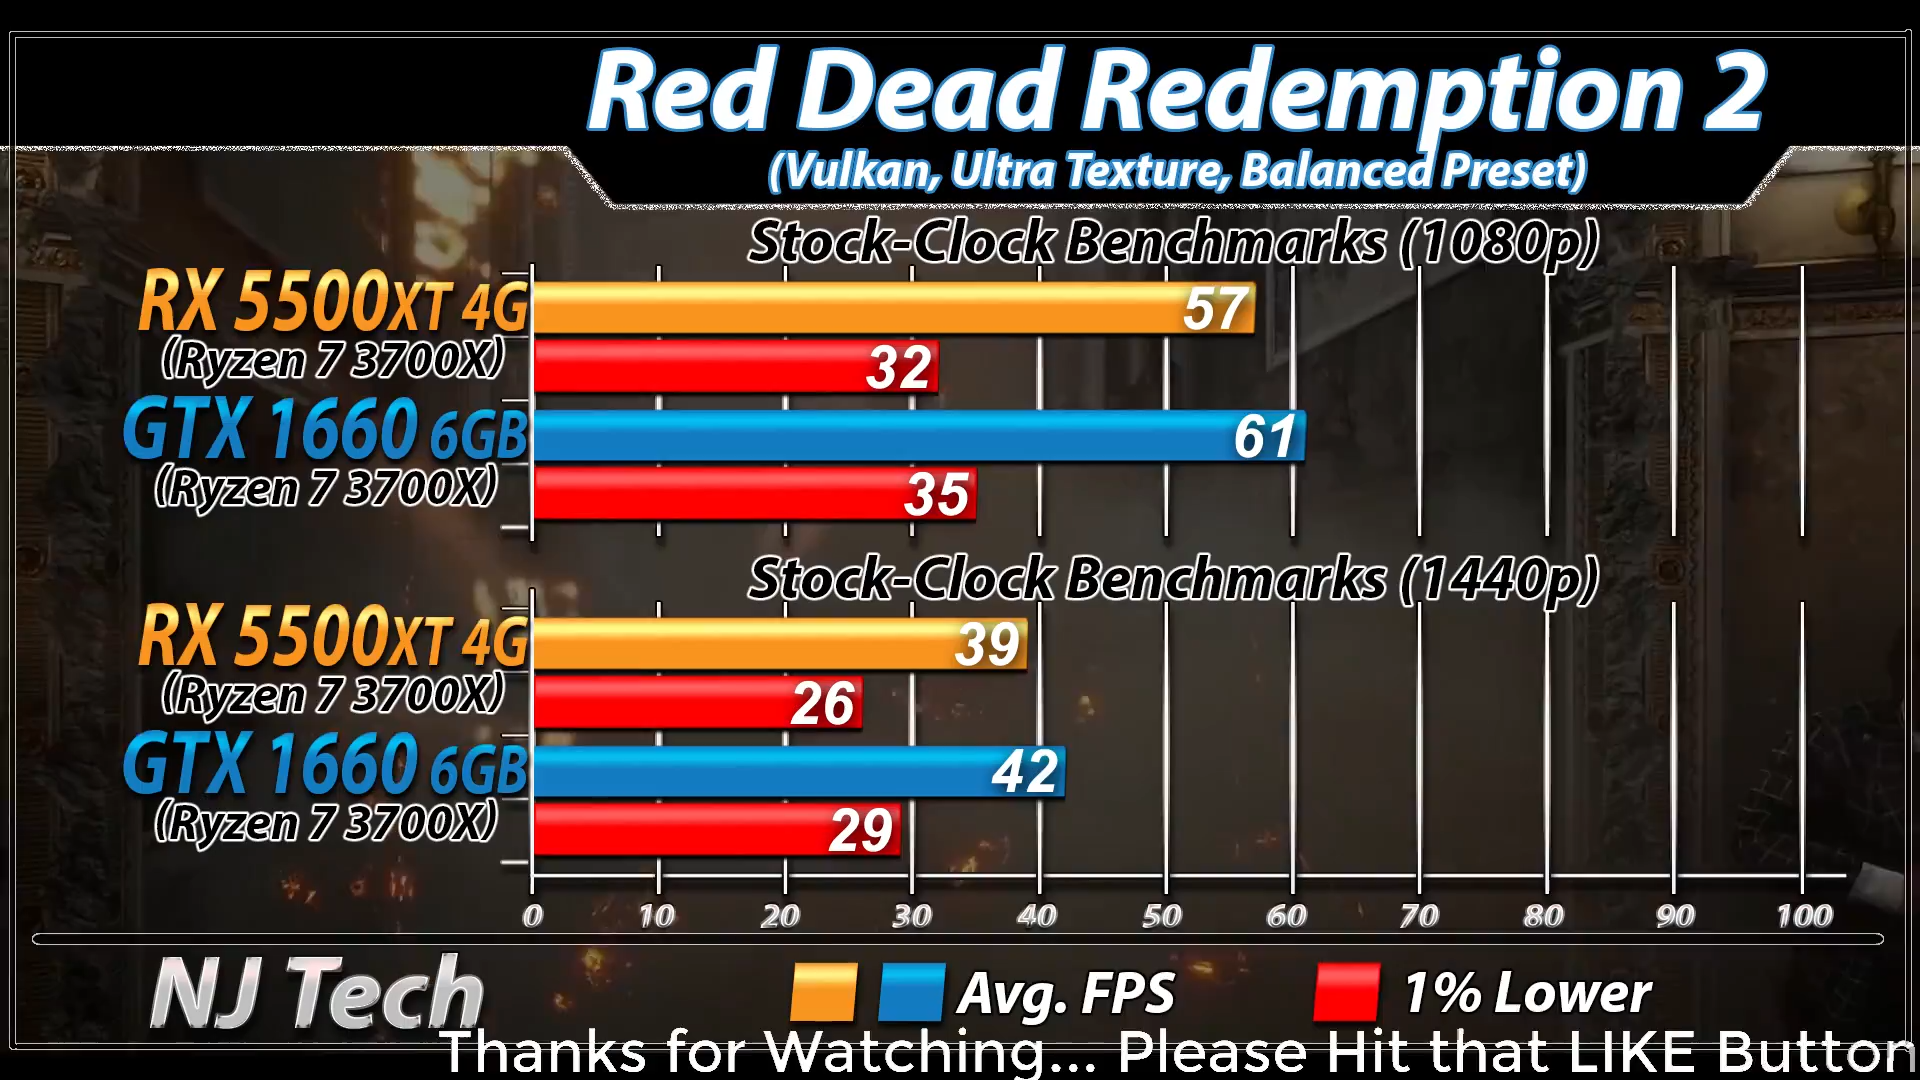 Red Dead Redemption 2
(Vulkan, Ultra Texture, Balanced Preset)
Stock-Clock Benchmarks (1080p)
RX 5500XT 4G
57
(Ryzen 7 3700X)
32
GTX 1660 6GB
61
(Ryzen 7 3700X)
35
Stock-Clock Benchmarks (1440p)
RX 5500XT 4G
39
(Ryzen 7 3700X)
26
GTX 1660 6GB
42
(Ryzen 7 3700X)
29
0 10 20 30 40 50 60 70 80 90 100
NJ Tech
Avg. FPS
1% Lower
Thanks for Watching... Please Hit that LIKE Button